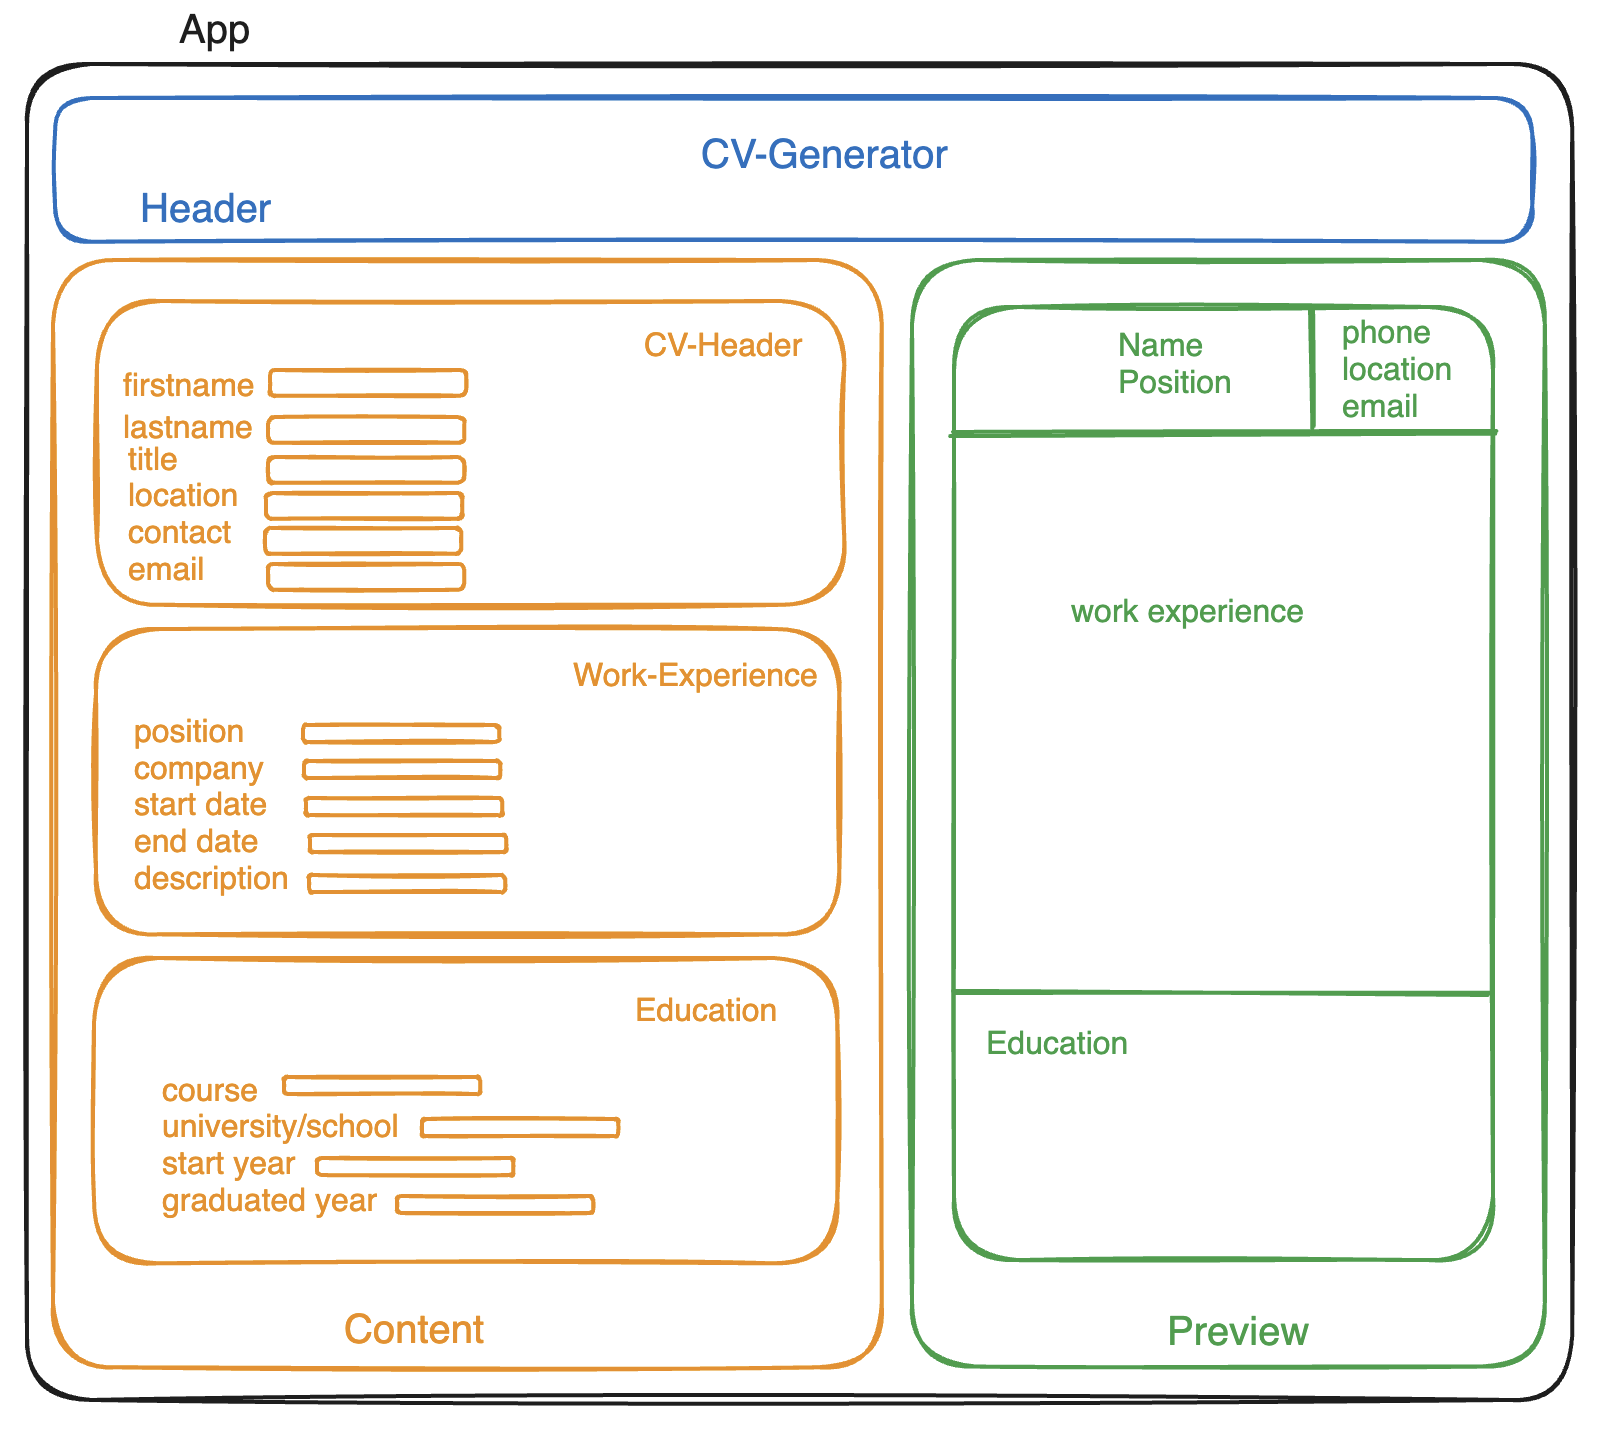 App
CV-Generator
Header
CV-Header
firstname
lastname
title
location
contact
email
Work-Experience
position
company
start date
end date
description
Education
course
university/school
start year
graduated year
Content
Name
Position
phone
location
email
work experience
Education
Preview